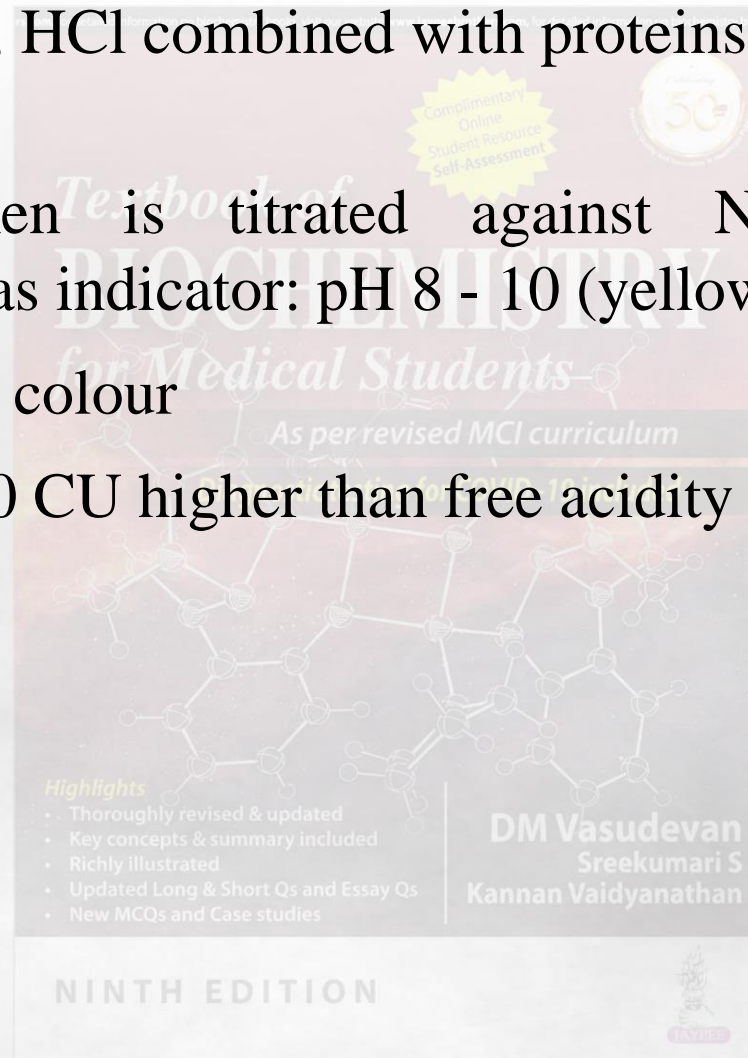 HCl combined with proteins
en is titrated against N
as indicator: pH 8 - 10 (yellow
colour
0 CU higher than free acidity
Complimentary
Online
Student Resource
Self-Assessment
50
Textbook of
BIOCHEMISTRY
for Medical Students
As per revised MCI curriculum
Highlights
• Thoroughly revised & updated
• Key concepts & summary included
• Richly illustrated
• Updated Long & Short Qs and Essay Qs
• New MCQs and Case studies
DM Vasudevan
Sreekumari S
Kannan Vaidyanathan
NINTH EDITION
JAYPEE